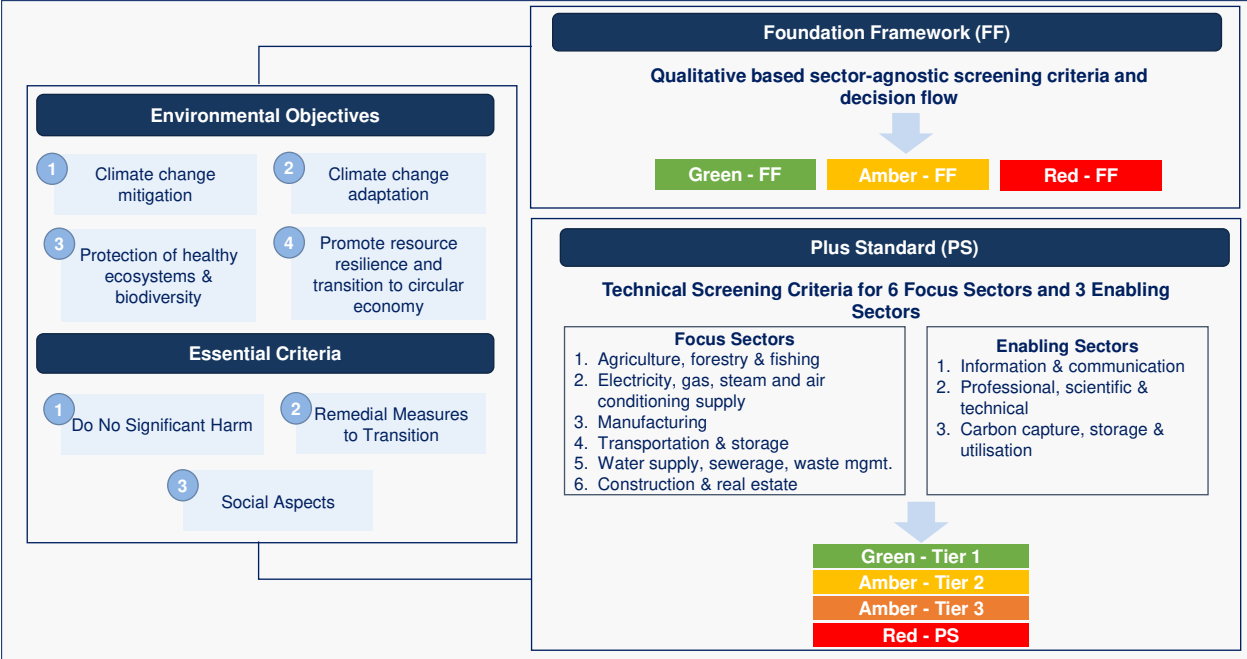 Environmental Objectives
1
Climate change
mitigation
2
Climate change
adaptation
3
Protection of healthy
ecosystems &
biodiversity
4
Promote resource
resilience and
transition to circular
economy
Essential Criteria
1
Do No Significant Harm
2
Remedial Measures
to Transition
3
Social Aspects
Foundation Framework (FF)
Qualitative based sector-agnostic screening criteria and
decision flow
Green - FF
Amber - FF
Red - FF
Plus Standard (PS)
Technical Screening Criteria for 6 Focus Sectors and 3 Enabling
Sectors
Focus Sectors
1. Agriculture, forestry & fishing
2. Electricity, gas, steam and air
conditioning supply
3. Manufacturing
4. Transportation & storage
5. Water supply, sewerage, waste mgmt.
6. Construction & real estate
Enabling Sectors
1. Information & communication
2. Professional, scientific &
technical
3. Carbon capture, storage &
utilisation
Green - Tier 1
Amber - Tier 2
Amber - Tier 3
Red - PS